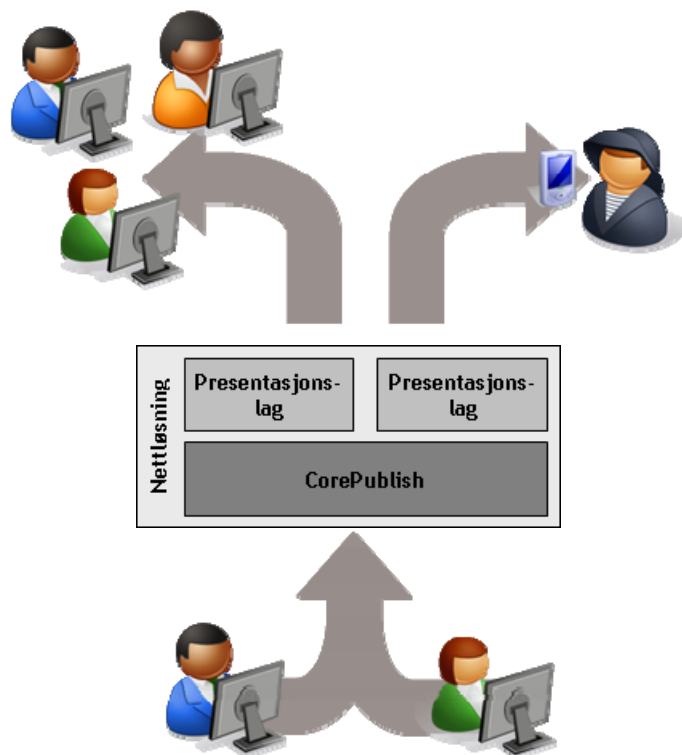 Nettløsning
Presentasjons-
lag
Presentasjons-
lag
CorePublish